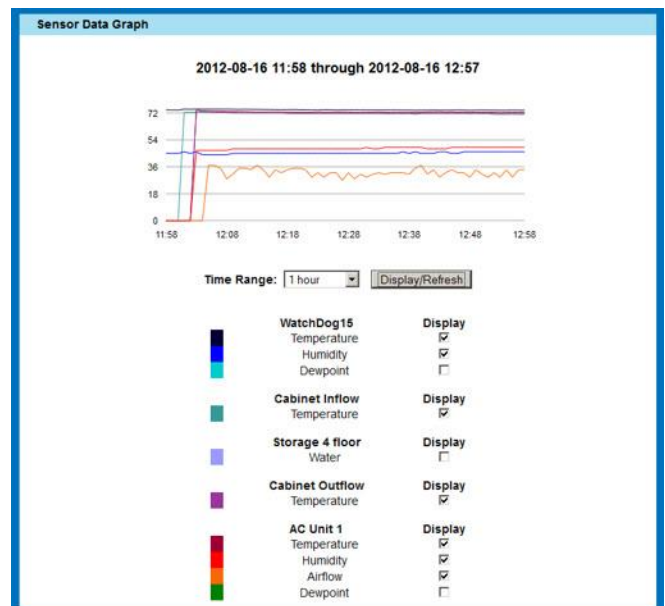 Sensor Data Graph
2012-08-16 11:58 through 2012-08-16 12:57
72
54
36
18
0
11:58 12:08 12:18 12:28 12:38 12:48 12:58
Time Range: 1 hour Display/Refresh
WatchDog15 Display
Temperature
Humidity
Dewpoint
Cabinet Inflow Display
Temperature
Storage 4 floor Display
Water
Cabinet Outflow Display
Temperature
AC Unit 1 Display
Temperature
Humidity
Airflow
Dewpoint